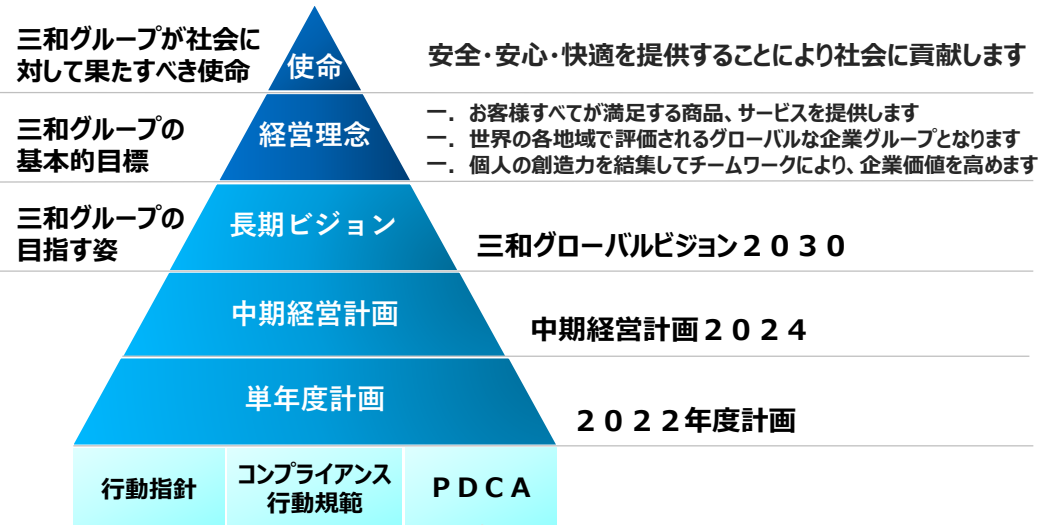 三和グループが社会に
対して果たすべき使命
使命
安全・安心・快適を提供することにより社会に貢献します
三和グループの
基本的目標
経営理念
一． お客様すべてが満足する商品、サービスを提供します
一． 世界の各地域で評価されるグローバルな企業グループとなります
一． 個人の創造力を結集してチームワークにより、企業価値を高めます
三和グループの
目指す姿
長期ビジョン
三和グローバルビジョン２０３０
中期経営計画
中期経営計画２０２４
単年度計画
２０２２年度計画
行動指針
コンプライアンス
行動規範
ＰＤＣＡ